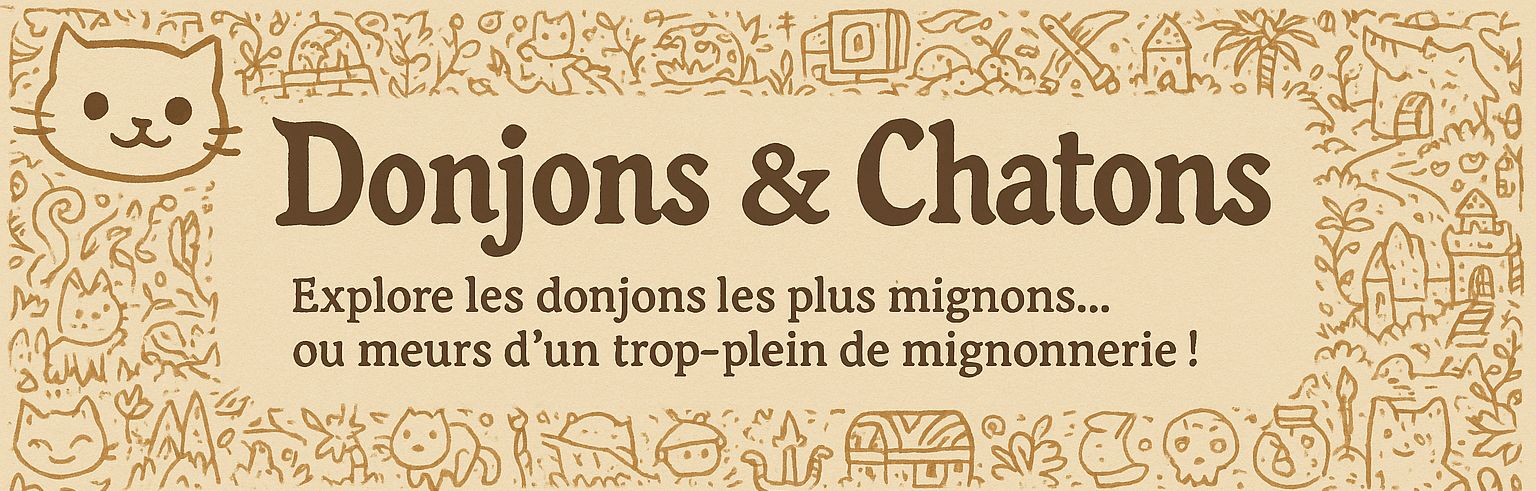 Donjons & Chatons
Explore les donjons les plus mignons...
ou meurs d’un trop-plein de mignonnerie !